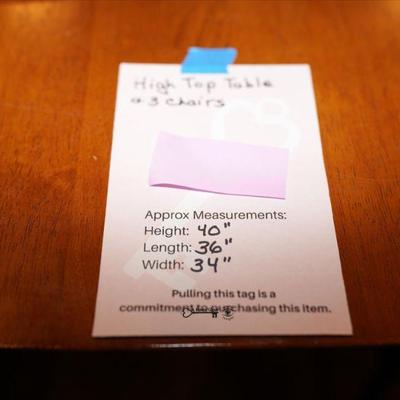 High Top Table
+ 3 chairs
Approx Measurements:
Height: 40"
Length: 36"
Width: 34"
Pulling this tag is a
commitment to purchasing this item.